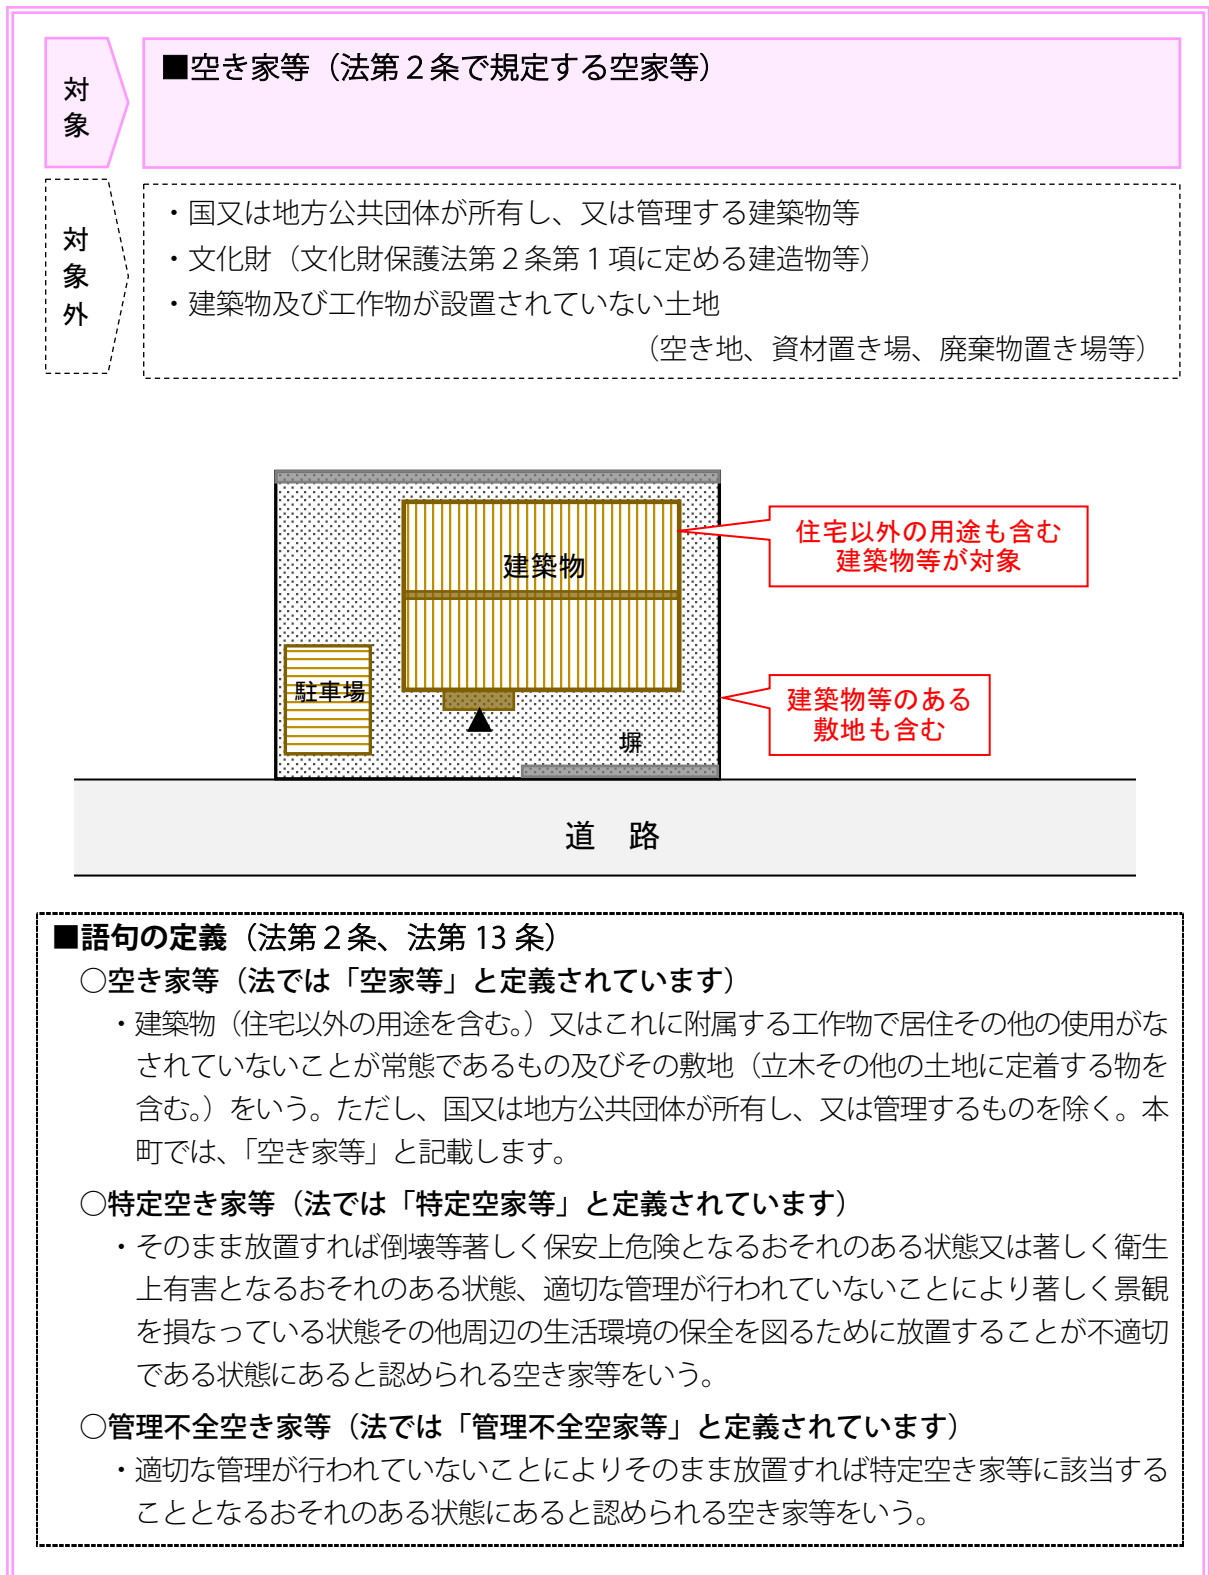 対象
■空き家等（法第２条で規定する空家等）
対象外
・国又は地方公共団体が所有し、又は管理する建築物等
・文化財（文化財保護法第２条第１項に定める建造物等）
・建築物及び工作物が設置されていない土地
（空き地、資材置き場、廃棄物置き場等）
建築物
住宅以外の用途も含む
建築物等が対象
駐車場
建築物等のある
敷地も含む
塀
道　路
■語句の定義（法第２条、法第 13 条）
○空き家等（法では「空家等」と定義されています）
・建築物（住宅以外の用途を含む。）又はこれに附属する工作物で居住その他の使用がな
されていないことが常態であるもの及びその敷地（立木その他の土地に定着する物を
含む。）をいう。ただし、国又は地方公共団体が所有し、又は管理するものを除く。本
町では、「空き家等」と記載します。
○特定空き家等（法では「特定空家等」と定義されています）
・そのまま放置すれば倒壊等著しく保安上危険となるおそれのある状態又は著しく衛生
上有害となるおそれのある状態、適切な管理が行われていないことにより著しく景観
を損なっている状態その他周辺の生活環境の保全を図るために放置することが不適切
である状態にあると認められる空き家等をいう。
○管理不全空き家等（法では「管理不全空家等」と定義されています）
・適切な管理が行われていないことによりそのまま放置すれば特定空き家等に該当する
こととなるおそれのある状態にあると認められる空き家等をいう。